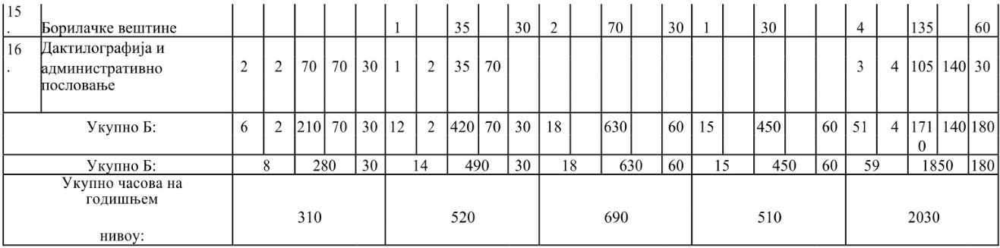 15
. Борилачке вештине 1 35 30 2 70 30 1 30 4 135 60
16 Дактилографија и
. административно 2 2 70 70 30 1 2 35 70 3 4 105 140 30
пословање
Укупно Б: 6 2 210 70 30 12 2 420 70 30 18 630 60 15 450 60 51 4 171 140 180
0
Укупно Б: 8 280 30 14 490 30 18 630 60 15 450 60 59 1850 180
Укупно часова на
годишњем
310 520 690 510 2030
нивоу: